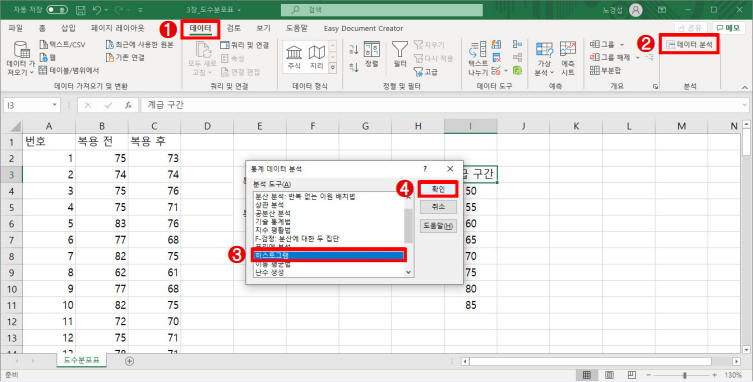 자동 저장
3장_도수분포표
검색
노경섭
파일 홈 삽입 페이지 레이아웃 데이터 검토 보기 도움말 Easy Document Creator
공유 메모
❶
❷
데이터 가져오기
텍스트/CSV
웹
테이블/범위에서
최근에 사용한 원본
기존 연결
모두 새로 고침
쿼리 및 연결
속성
연결 편집
주식 지리
정렬
필터
지우기
다시 적용
고급
텍스트 나누기
가상 분석
예측 시트
그룹
그룹 해제
부분합
데이터 분석
데이터 가져오기 및 변환 쿼리 및 연결 데이터 형식 정렬 및 필터 데이터 도구 예측 개요 분석
I3 fx 계급 구간
A B C D E F G H I J K L M N
1 번호 복용 전 복용 후
2 1 75 73
3 2 74 74 급 구간
4 3 75 76 50
5 4 75 71 55
6 5 83 76 60
7 6 77 68 65
8 7 82 75 70
9 8 62 61 75
10 9 77 68 80
11 10 82 75 85
12 11 72 70
13 12 75 71
통계 데이터 분석 ? ×
분석 도구(A)
분산 분석: 반복 없는 이원 배치법
상관 분석
공분산 분석
기술 통계법
지수 평활법
F-검정: 분산에 대한 두 집단
푸리에 분석
❸
히스토그램
이동 평균법
난수 생성
❹
확인
취소
도움말(H)
도수분포표
준비
130%